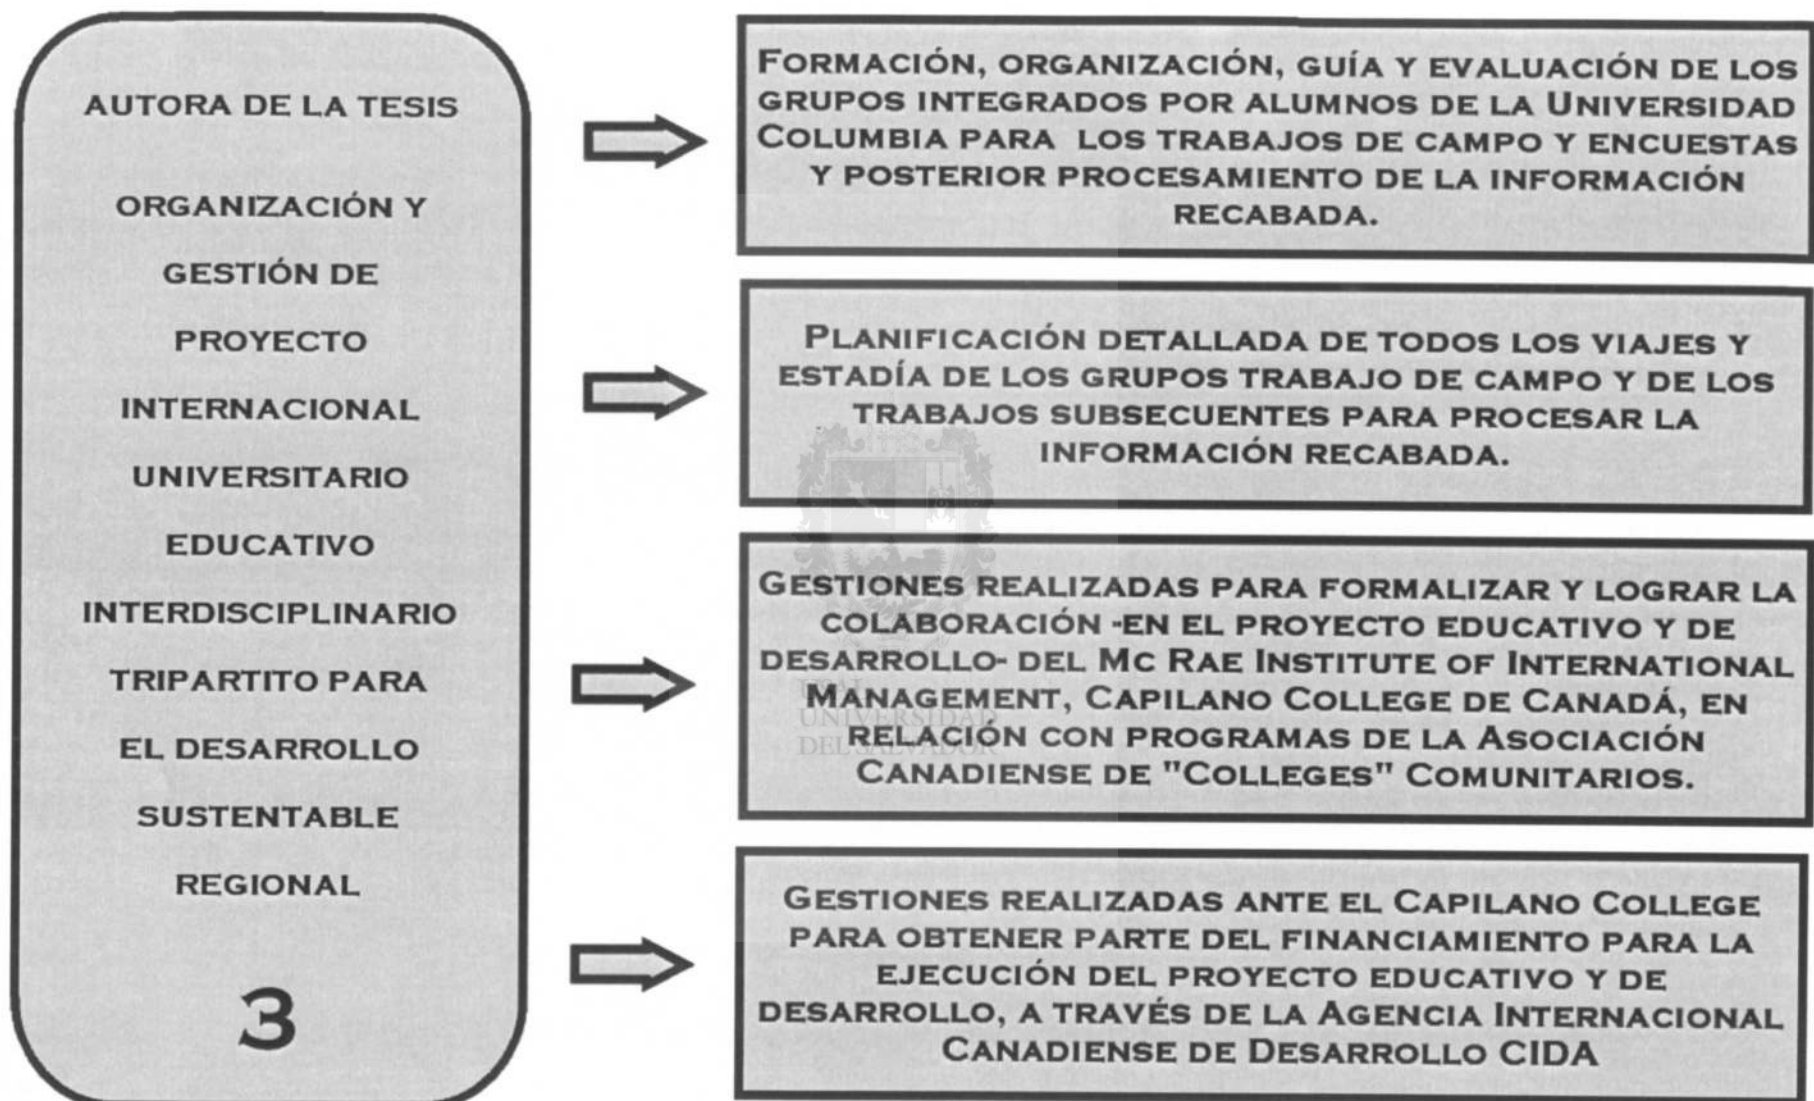 AUTORA DE LA TESIS
ORGANIZACIÓN Y
GESTIÓN DE
PROYECTO
INTERNACIONAL
UNIVERSITARIO
EDUCATIVO
INTERDISCIPLINARIO
TRIPARTITO PARA
EL DESARROLLO
SUSTENTABLE
REGIONAL
3
FORMACIÓN, ORGANIZACIÓN, GUÍA Y EVALUACIÓN DE LOS
GRUPOS INTEGRADOS POR ALUMNOS DE LA UNIVERSIDAD
COLUMBIA PARA LOS TRABAJOS DE CAMPO Y ENCUESTAS
Y POSTERIOR PROCESAMIENTO DE LA INFORMACIÓN
RECABADA.
PLANIFICACIÓN DETALLADA DE TODOS LOS VIAJES Y
ESTADÍA DE LOS GRUPOS TRABAJO DE CAMPO Y DE LOS
TRABAJOS SUBSECUENTES PARA PROCESAR LA
INFORMACIÓN RECABADA.
GESTIONES REALIZADAS PARA FORMALIZAR Y LOGRAR LA
COLABORACIÓN -EN EL PROYECTO EDUCATIVO Y DE
DESARROLLO- DEL MC RAE INSTITUTE OF INTERNATIONAL
MANAGEMENT, CAPILANO COLLEGE DE CANADÁ, EN
RELACIÓN CON PROGRAMAS DE LA ASOCIACIÓN
CANADIENSE DE "COLLEGES" COMUNITARIOS.
GESTIONES REALIZADAS ANTE EL CAPILANO COLLEGE
PARA OBTENER PARTE DEL FINANCIAMIENTO PARA LA
EJECUCIÓN DEL PROYECTO EDUCATIVO Y DE
DESARROLLO, A TRAVÉS DE LA AGENCIA INTERNACIONAL
CANADIENSE DE DESARROLLO CIDA
UNIVERSIDAD
DEL SALVADOR